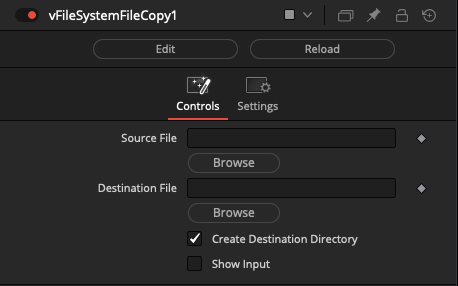 vFileSystemFileCopy1
Edit Reload
Controls Settings
Source File
Browse
Destination File
Browse
Create Destination Directory
Show Input